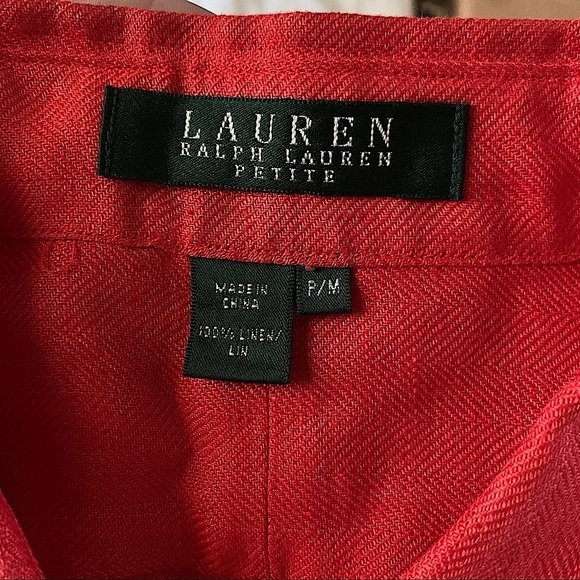 LAUREN
RALPH LAUREN
PETITE
MADE IN
CHINA
100% LINEN/
LIN
P/M